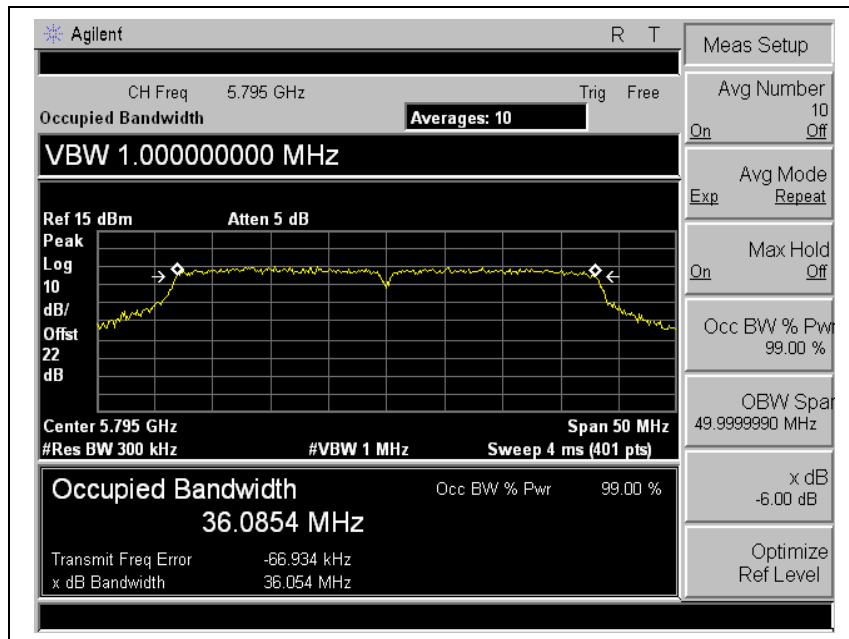 Agilent R T
CH Freq 5.795 GHz Trig Free
Occupied Bandwidth Averages: 10
VBW 1.000000000 MHz
Ref 15 dBm Atten 5 dB
Peak
Log
10
dB/
Offst
22
dB
Center 5.795 GHz Span 50 MHz
#Res BW 300 kHz #VBW 1 MHz Sweep 4 ms (401 pts)
Occupied Bandwidth Occ BW % Pwr 99.00 %
36.0854 MHz
Transmit Freq Error -66.934 kHz
x dB Bandwidth 36.054 MHz
Meas Setup
Avg Number
10
On Off
Avg Mode
Exp Repeat
Max Hold
On Off
Occ BW % Pwr
99.00 %
OBW Span
49.9999990 MHz
x dB
-6.00 dB
Optimize
Ref Level